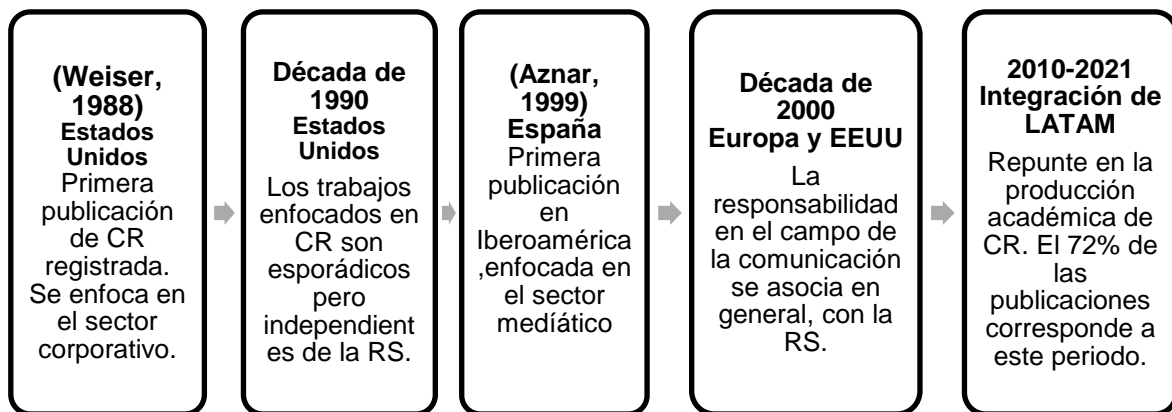 (Weiser,
1988)
Estados
Unidos
Primera
publicación
de CR
registrada.
Se enfoca en
el sector
corporativo.
Década de
1990
Estados
Unidos
Los trabajos
enfocados en
CR son
esporádicos
pero
independient
es de la RS.
(Aznar,
1999)
España
Primera
publicación
en
Iberoamérica
,enfocada en
el sector
medíático
Década de
2000
Europa y EEUU
La
responsabilidad
en el campo de
la comunicación
se asocia en
general, con la
RS.
2010-2021
Integración de
LATAM
Repunte en la
producción
académica de
CR. El 72% de
las
publicaciones
corresponde a
este periodo.